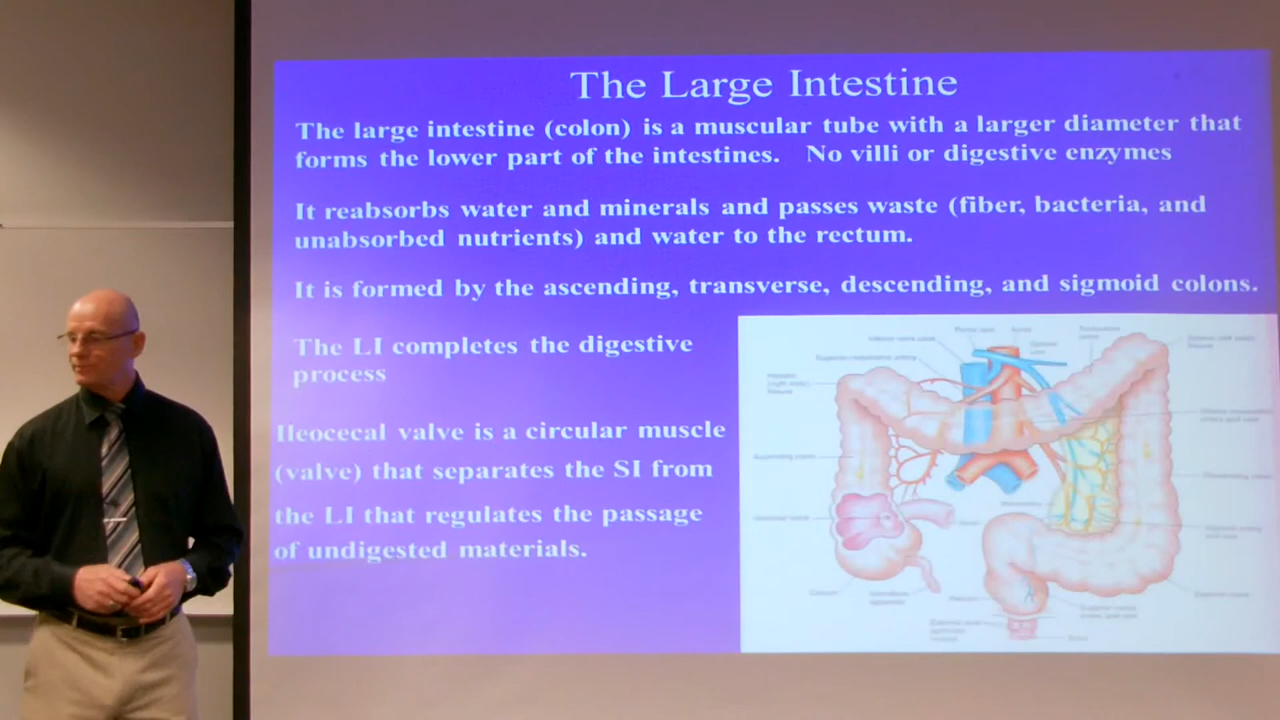 The Large Intestine
The large intestine (colon) is a muscular tube with a larger diameter that
forms the lower part of the intestines. No villi or digestive enzymes
It reabsorbs water and minerals and passes waste (fiber, bacteria, and
unabsorbed nutrients) and water to the rectum.
It is formed by the ascending, transverse, descending, and sigmoid colons.
The LI completes the digestive
process
Ileocecal valve is a circular muscle
(valve) that separates the SI from
the LI that regulates the passage
of undigested materials.